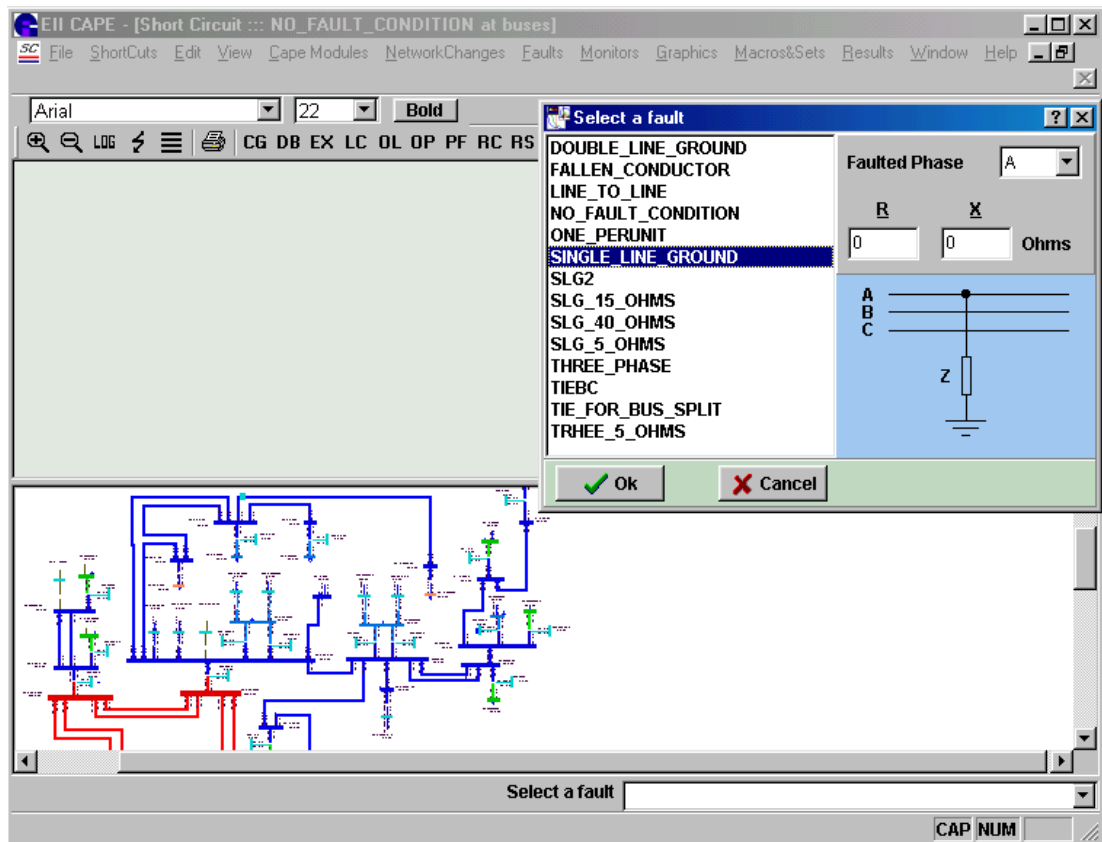 EII CAPE - [Short Circuit ::: NO_FAULT_CONDITION at buses]
SC File ShortCuts Edit View Cape Modules NetworkChanges Faults Monitors Graphics Macros&Sets Results Window Help
Arial 22 Bold
LOG CG DB EX LC OL OP PF RC RS
Select a fault
DOUBLE_LINE_GROUND
FALLEN_CONDUCTOR
LINE_TO_LINE
NO_FAULT_CONDITION
ONE_PERUNIT
SINGLE_LINE_GROUND
SLG2
SLG_15_OHMS
SLG_40_OHMS
SLG_5_OHMS
THREE_PHASE
TIEBC
TIE_FOR_BUS_SPLIT
TRHEE_5_OHMS
Faulted Phase A
R X
0 0 Ohms
A
B
C
Z
Ok Cancel
Select a fault
CAP NUM